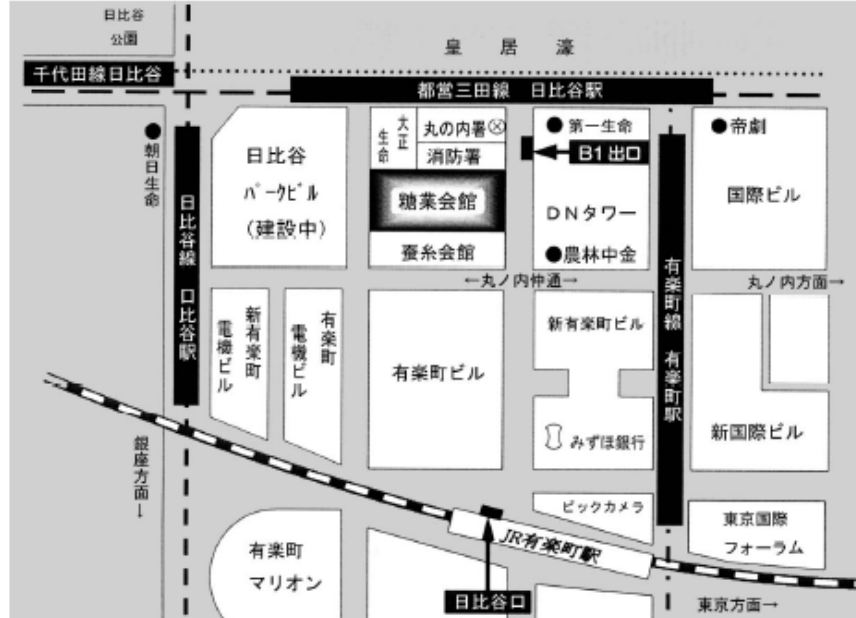 日比谷
公園
皇居濠
千代田線日比谷
都営三田線 日比谷駅
大正
生命
丸の内署
消防署
第一生命
B1出口
帝劇
朝日生命
日比谷
パークビル
(建設中)
糖業会館
DNタワー
国際ビル
蚕糸会館
農林中金
←丸ノ内仲通→
丸ノ内方面→
日比谷線 日比谷駅
有楽町線 有楽町駅
新有楽町
電機ビル
有楽町
電機ビル
有楽町ビル
新有楽町ビル
みずほ銀行
新国際ビル
銀座方面→
ビックカメラ
東京国際
フォーラム
JR有楽町駅
有楽町
マリオン
日比谷口
東京方面→